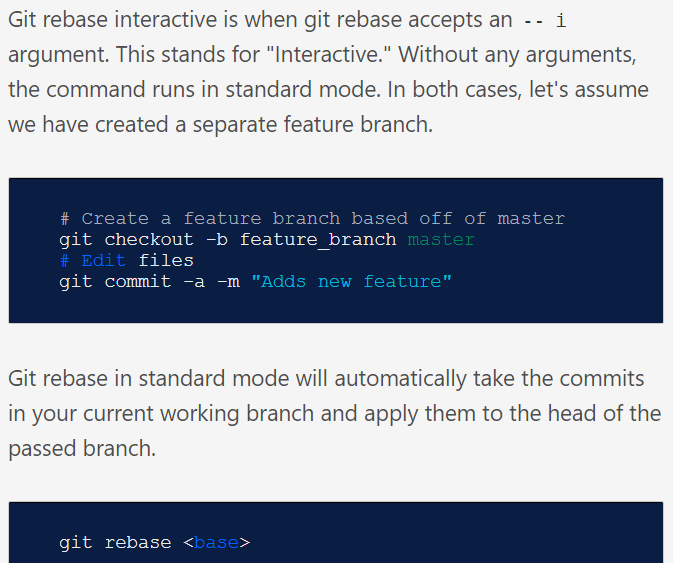 Git rebase interactive is when git rebase accepts an -- i
argument. This stands for "Interactive." Without any arguments,
the command runs in standard mode. In both cases, let's assume
we have created a separate feature branch.
# Create a feature branch based off of master
git checkout -b feature_branch master
# Edit files
git commit -a -m "Adds new feature"
Git rebase in standard mode will automatically take the commits
in your current working branch and apply them to the head of the
passed branch.
git rebase <base>